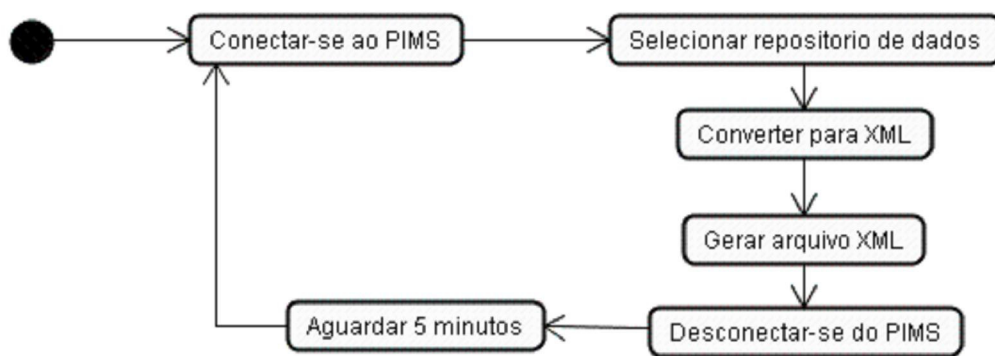 Conectar-se ao PIMS
Selecionar repositorio de dados
Converter para XML
Gerar arquivo XML
Desconectar-se do PIMS
Aguardar 5 minutos